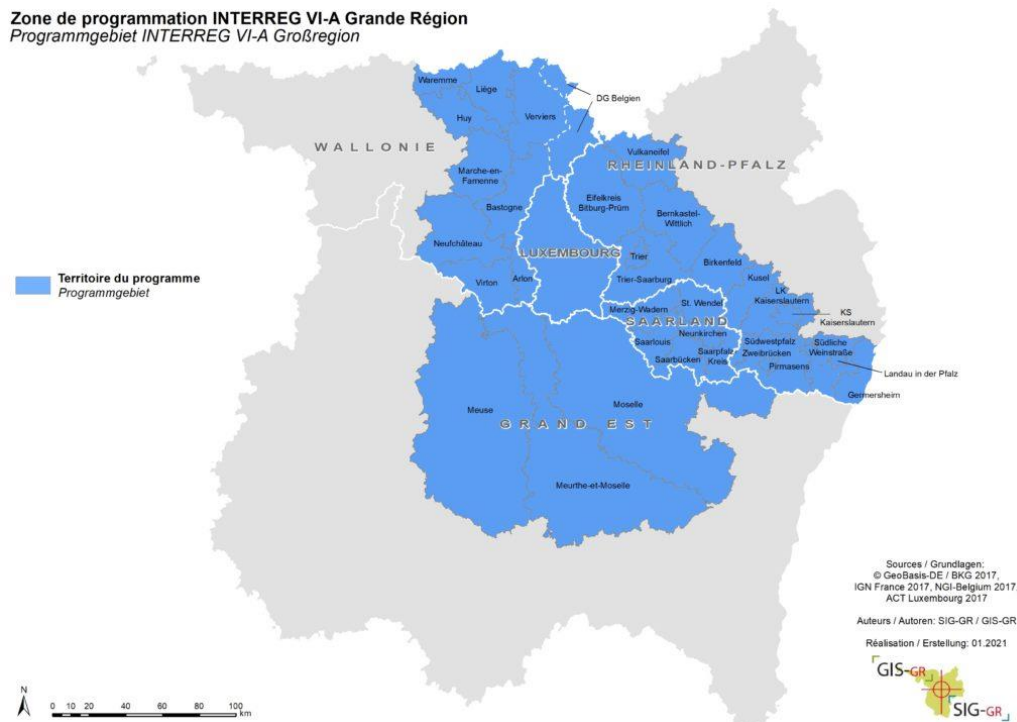 Zone de programmation INTERREG VI-A Grande Région
Programmgebiet INTERREG VI-A Großregion
Waremme
Liège
DG Belgien
Huy
Verviers
WALLONIE
Vulkaneifel
RHEINLAND-PFALZ
Marche-en-
Famenne
Eifelkreis
Bitburg-Prüm
Bastogne
Bernkastel-
Wittlich
Neufchâteau
LUXEMBOURG
Trier
Birkenfeld
Territoire du programme
Programmgebiet
Virton
Arlon
Trier-Saarburg
Kusel
LK
Kaiserslautern
Merzig-Wadern
St. Wendel
KS
Kaiserslautern
SAARLAND
Neunkirchen
Saarlouis
Südwestpfalz
Südliche
Weinstraße
Saarbücken
Saarpfalz
Kreis
Zweibrücken
Pirmasens
Landau in der Pfalz
Germersheim
Meuse
Moselle
GRAND EST
Meurthe-et-Moselle
Sources / Grundlagen:
© GeoBasis-DE / BKG 2017,
IGN France 2017, NGI-Belgium 2017,
ACT Luxembourg 2017
Auteurs / Autoren: SIG-GR / GIS-GR
Réalisation / Erstellung: 01.2021
GIS-GR
SIG-GR
N
0 10 20 40 60 80 100
km